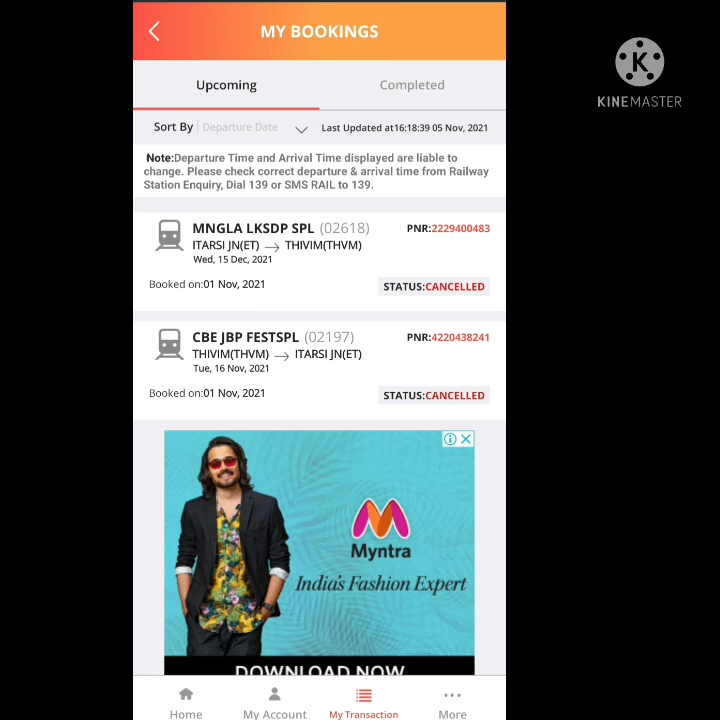 MY BOOKINGS
K
KINEMASTER
Upcoming
Completed
Sort By Departure Date
Last Updated at16:18:39 05 Nov, 2021
Note:Departure Time and Arrival Time displayed are liable to
change. Please check correct departure & arrival time from Railway
Station Enquiry, Dial 139 or SMS RAIL to 139.
MNGLA LKSDP SPL (02618)
PNR:2229400483
ITARSI JN(ET) → THIVIM(THVM)
Wed, 15 Dec, 2021
Booked on:01 Nov, 2021
STATUS:CANCELLED
CBE JBP FESTSPL (02197)
PNR:4220438241
THIVIM(THVM) → ITARSI JN(ET)
Tue, 16 Nov, 2021
Booked on:01 Nov, 2021
STATUS:CANCELLED
Myntra
India's Fashion Expert
DOWNLOAD NOW
Home
My Account
My Transaction
More